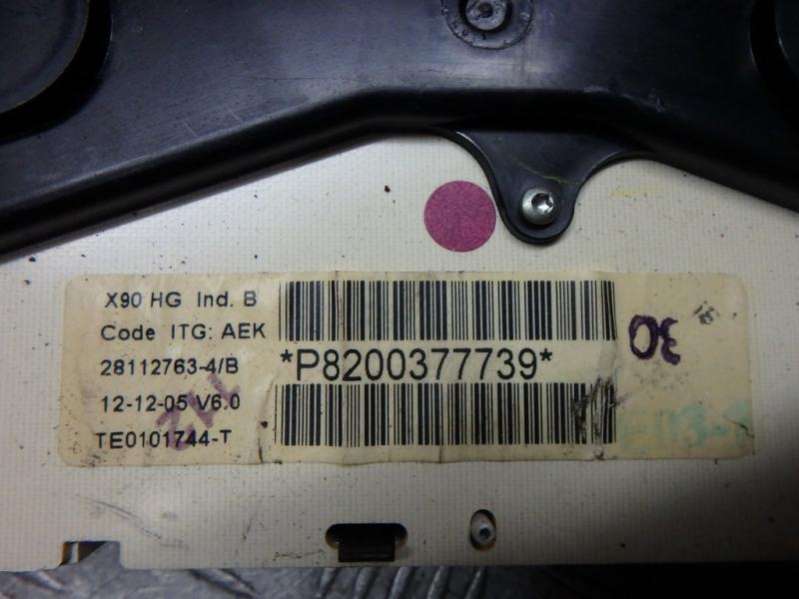 X90 HG Ind. B
Code ITG: AEK
28112763-4/B
12-12-05 V6.0
TE0101744-T
*P8200377739*
30